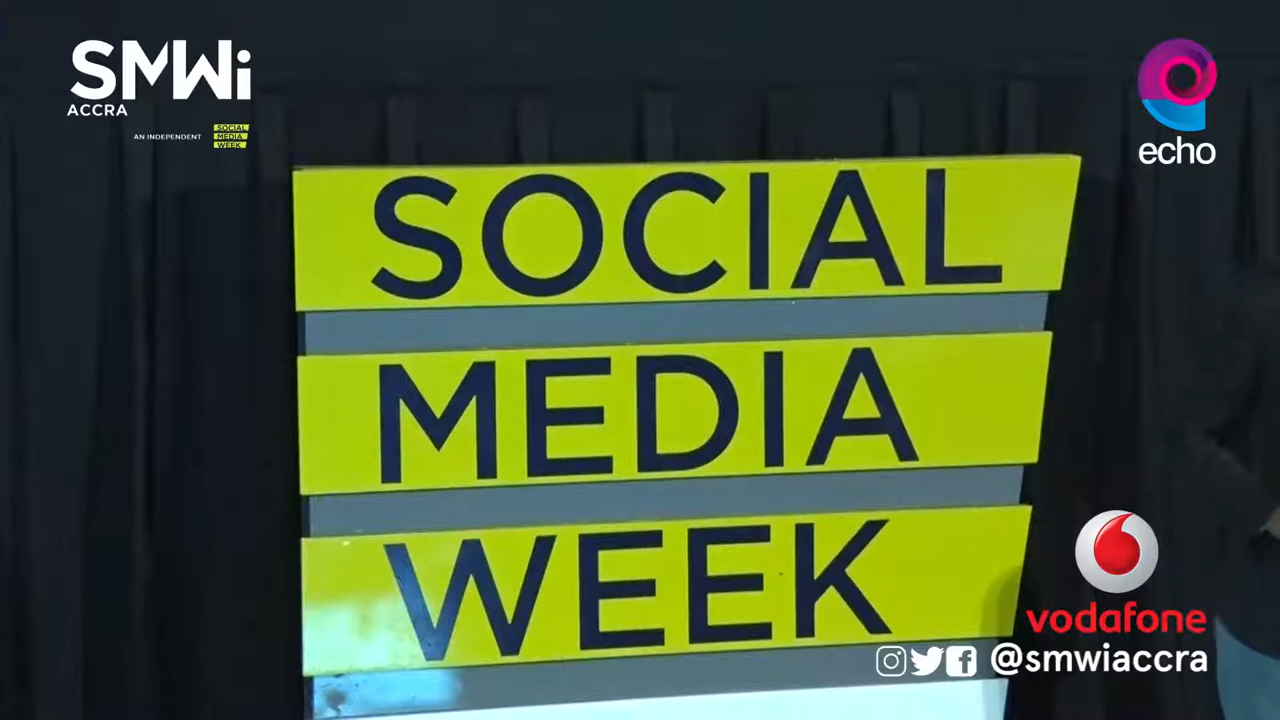 SMWi
ACCRA
AN INDEPENDENT
SOCIAL
MEDIA
WEEK
echo
SOCIAL
MEDIA
WEEK
vodafone
@smwiaccra